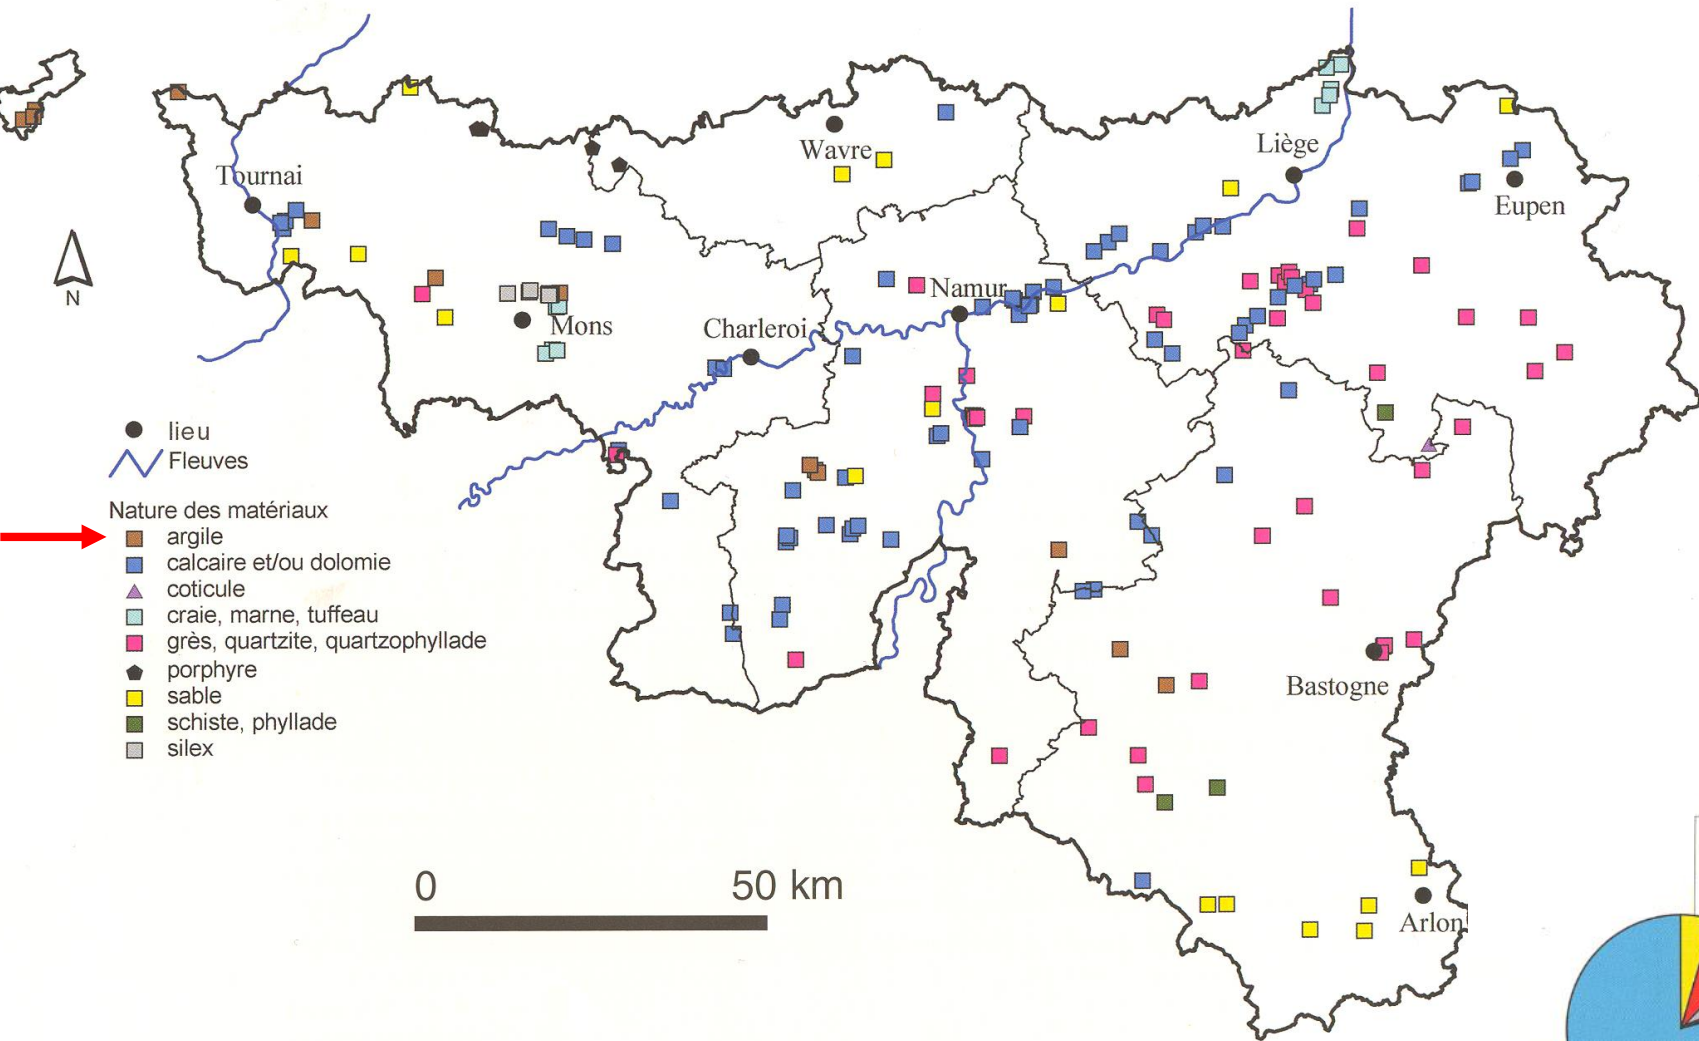 Liège
Wavre
Tournai
Eupen
N
Namur
Mons
Charleroi
lieu
Fleuves
Nature des matériaux
argile
calcaire et/ou dolomie
coticule
craie, marne, tuffeau
grès, quartzite, quartzophyllade
porphyre
sable
schiste, phyllade
silex
Bastogne
0 50 km
Arlon